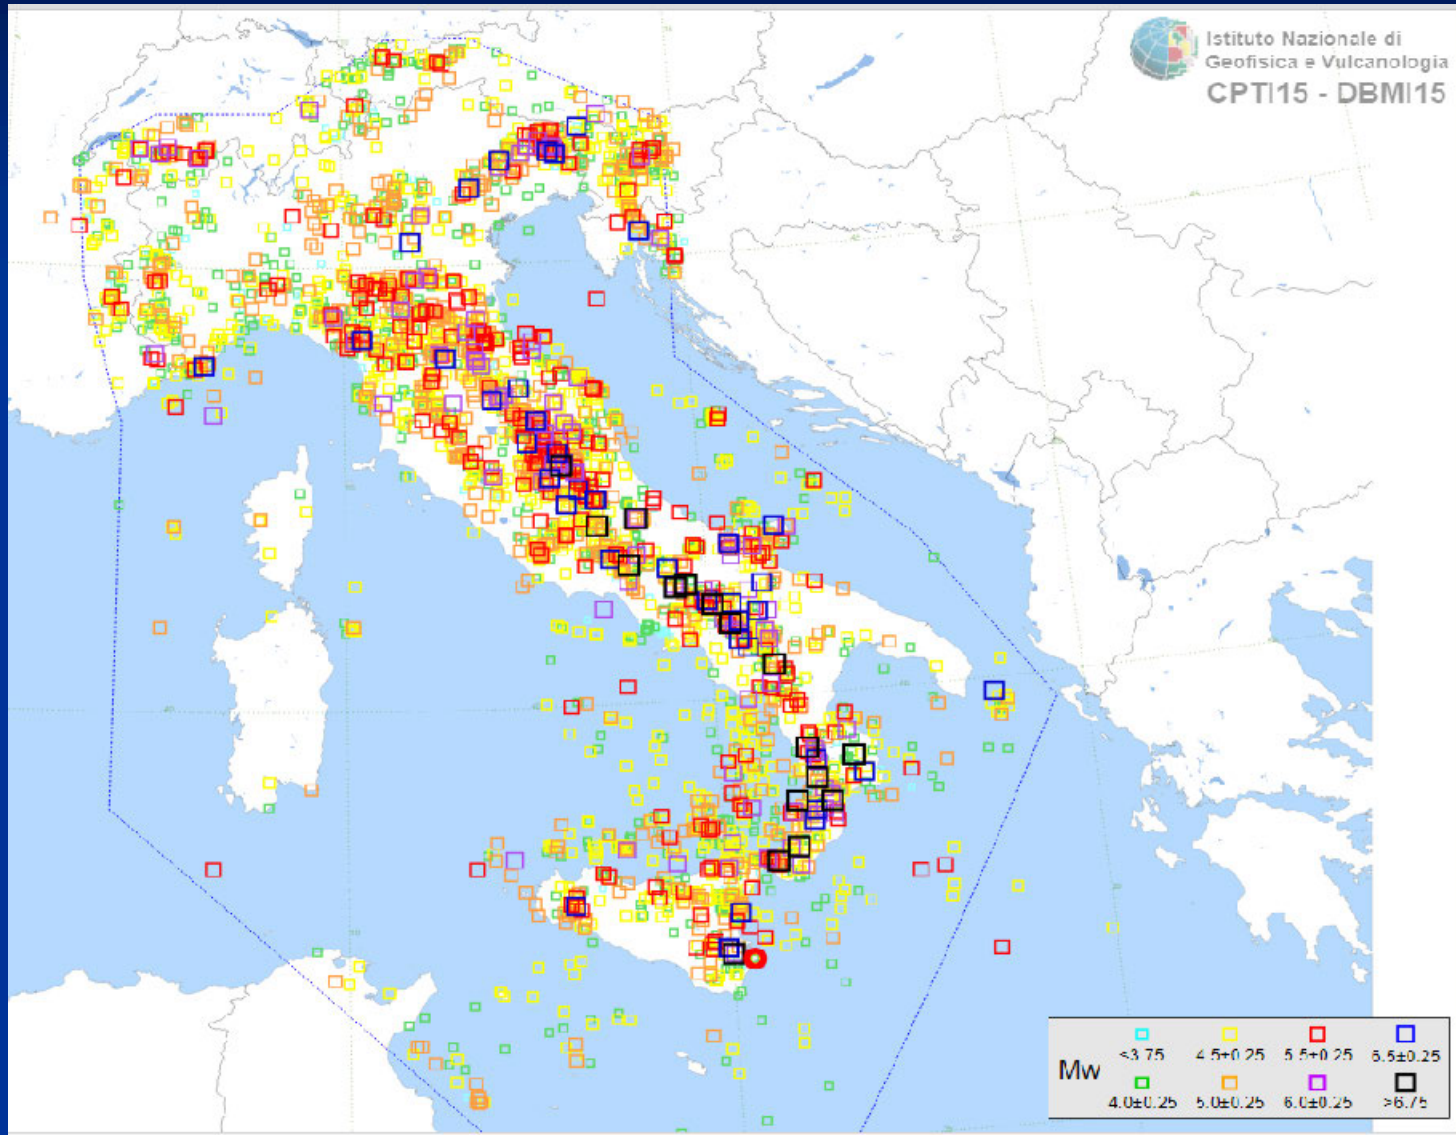 Istituto Nazionale di
Geofisica e Vulcanologia
CPTI15 - DBMI15
Mw
<3.75 4.5±0.25 5.5±0.25 6.5±0.25
4.0±0.25 5.0±0.25 6.0±0.25 >6.75